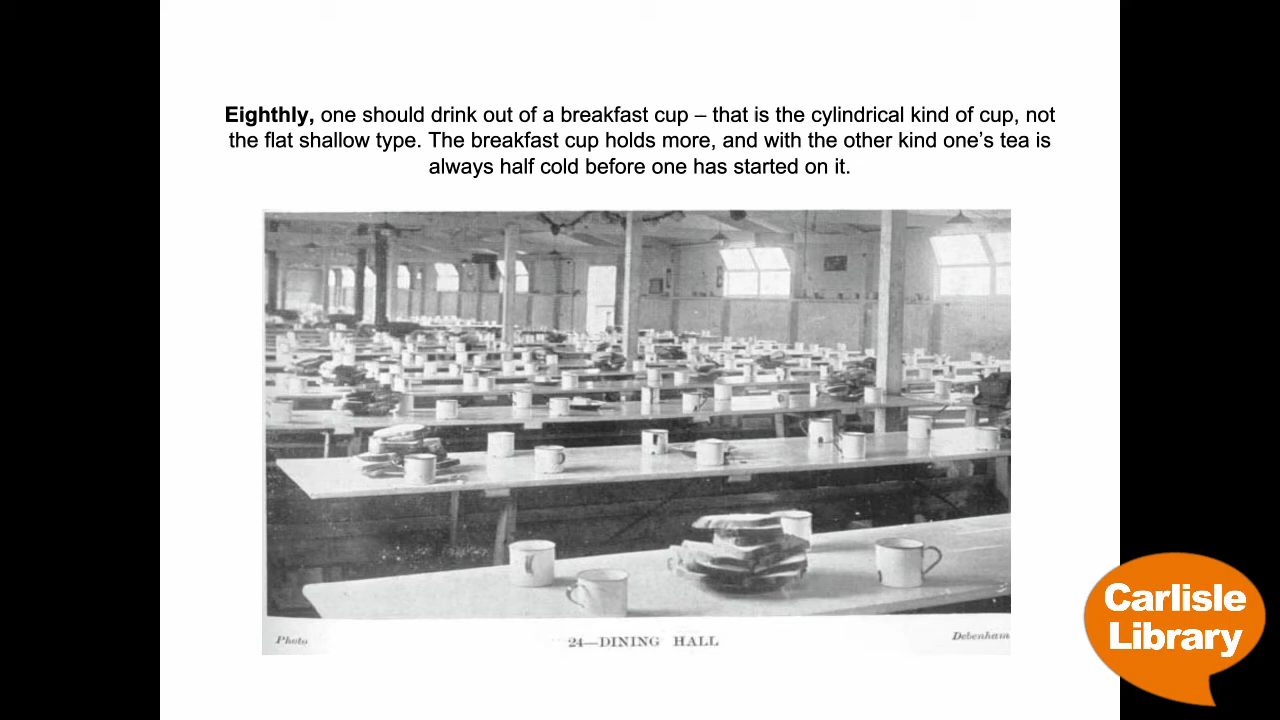 Eighthly, one should drink out of a breakfast cup – that is the cylindrical kind of cup, not
the flat shallow type. The breakfast cup holds more, and with the other kind one’s tea is
always half cold before one has started on it.
Photo
24—DINING HALL
Debenham
Carlisle
Library